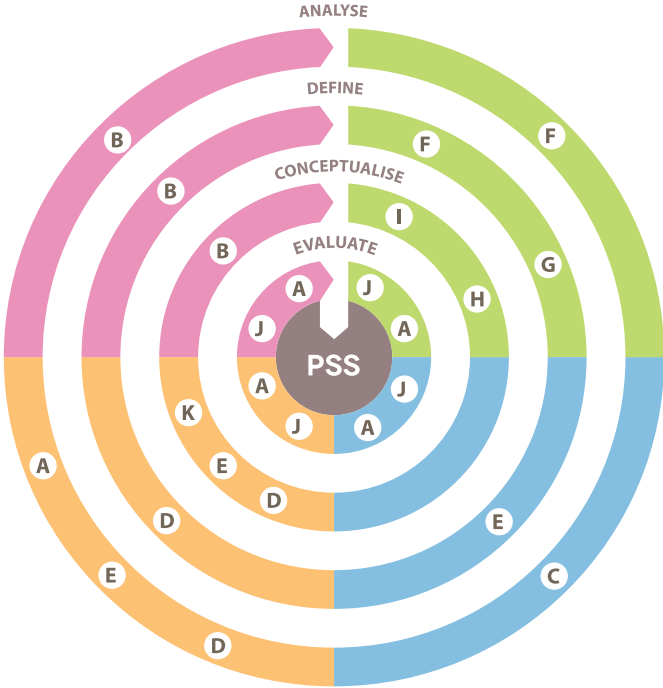 ANALYSE
B
F
DEFINE
B
F
G
CONCEPTUALISE
B
I
H
EVALUATE
A
J
J
A
PSS
A
J
J
A
K
E
D
D
E
A
E
D
C